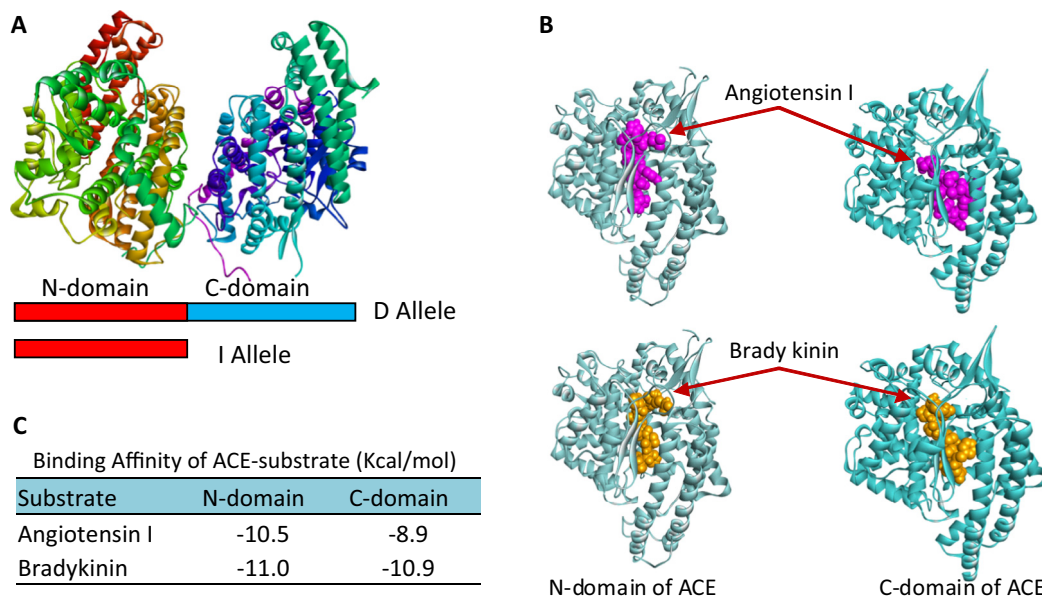 A
N-domain C-domain
D Allele
I Allele
C
Binding Affinity of ACE-substrate (Kcal/mol)
Substrate N-domain C-domain
Angiotensin I -10.5 -8.9
Bradykinin -11.0 -10.9
B
Angiotensin I
Brady kinin
N-domain of ACE C-domain of ACE